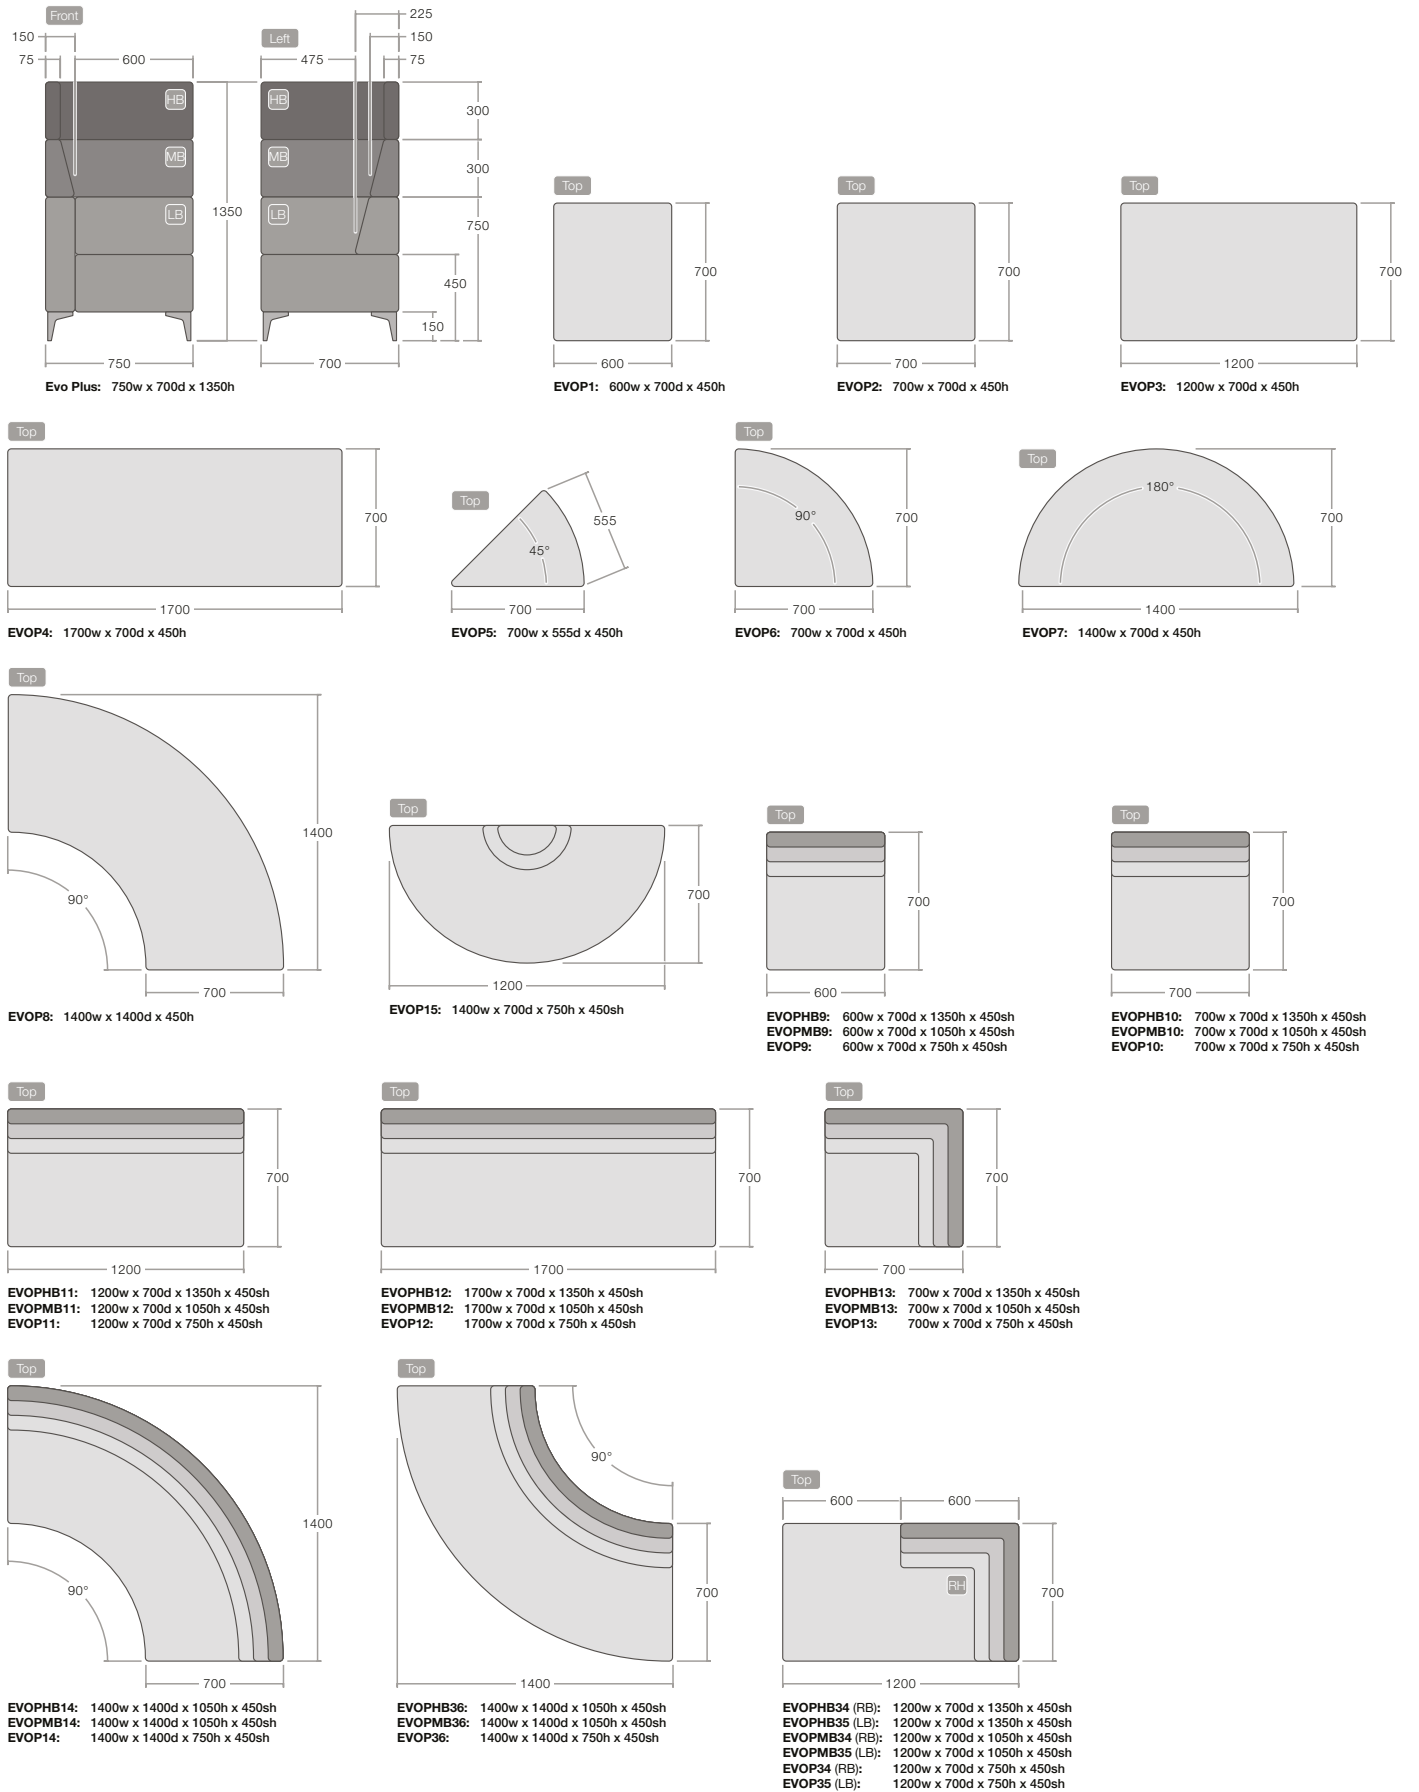 Front
225
150
150
Left
75
600
475
75
HB
HB
300
MB
MB
300
LB
LB
1350
750
450
150
750
700
Evo Plus: 750w x 700d x 1350h
Top
700
600
EVOP1: 600w x 700d x 450h
Top
700
700
EVOP2: 700w x 700d x 450h
Top
700
1200
EVOP3: 1200w x 700d x 450h
Top
700
1700
EVOP4: 1700w x 700d x 450h
Top
555
45°
700
EVOP5: 700w x 555d x 450h
Top
90°
700
700
EVOP6: 700w x 700d x 450h
Top
180°
700
1400
EVOP7: 1400w x 700d x 450h
Top
1400
90°
700
EVOP8: 1400w x 1400d x 450h
Top
700
1200
EVOP15: 1400w x 700d x 750h x 450sh
Top
700
600
EVOPHB9: 600w x 700d x 1350h x 450sh
EVOPMB9: 600w x 700d x 1050h x 450sh
EVOP9: 600w x 700d x 750h x 450sh
Top
700
700
EVOPHB10: 700w x 700d x 1350h x 450sh
EVOPMB10: 700w x 700d x 1050h x 450sh
EVOP10: 700w x 700d x 750h x 450sh
Top
700
1200
EVOPHB11: 1200w x 700d x 1350h x 450sh
EVOPMB11: 1200w x 700d x 1050h x 450sh
EVOP11: 1200w x 700d x 750h x 450sh
Top
700
1700
EVOPHB12: 1700w x 700d x 1350h x 450sh
EVOPMB12: 1700w x 700d x 1050h x 450sh
EVOP12: 1700w x 700d x 750h x 450sh
Top
700
700
EVOPHB13: 700w x 700d x 1350h x 450sh
EVOPMB13: 700w x 700d x 1050h x 450sh
EVOP13: 700w x 700d x 750h x 450sh
Top
1400
90°
700
EVOPHB14: 1400w x 1400d x 1050h x 450sh
EVOPMB14: 1400w x 1400d x 1050h x 450sh
EVOP14: 1400w x 1400d x 750h x 450sh
Top
90°
700
1400
EVOPHB36: 1400w x 1400d x 1050h x 450sh
EVOPMB36: 1400w x 1400d x 1050h x 450sh
EVOP36: 1400w x 1400d x 750h x 450sh
Top
600
600
RH
700
1200
EVOPHB34 (RB): 1200w x 700d x 1350h x 450sh
EVOPHB35 (LB): 1200w x 700d x 1350h x 450sh
EVOPMB34 (RB): 1200w x 700d x 1050h x 450sh
EVOPMB35 (LB): 1200w x 700d x 1050h x 450sh
EVOP34 (RB): 1200w x 700d x 750h x 450sh
EVOP35 (LB): 1200w x 700d x 750h x 450sh